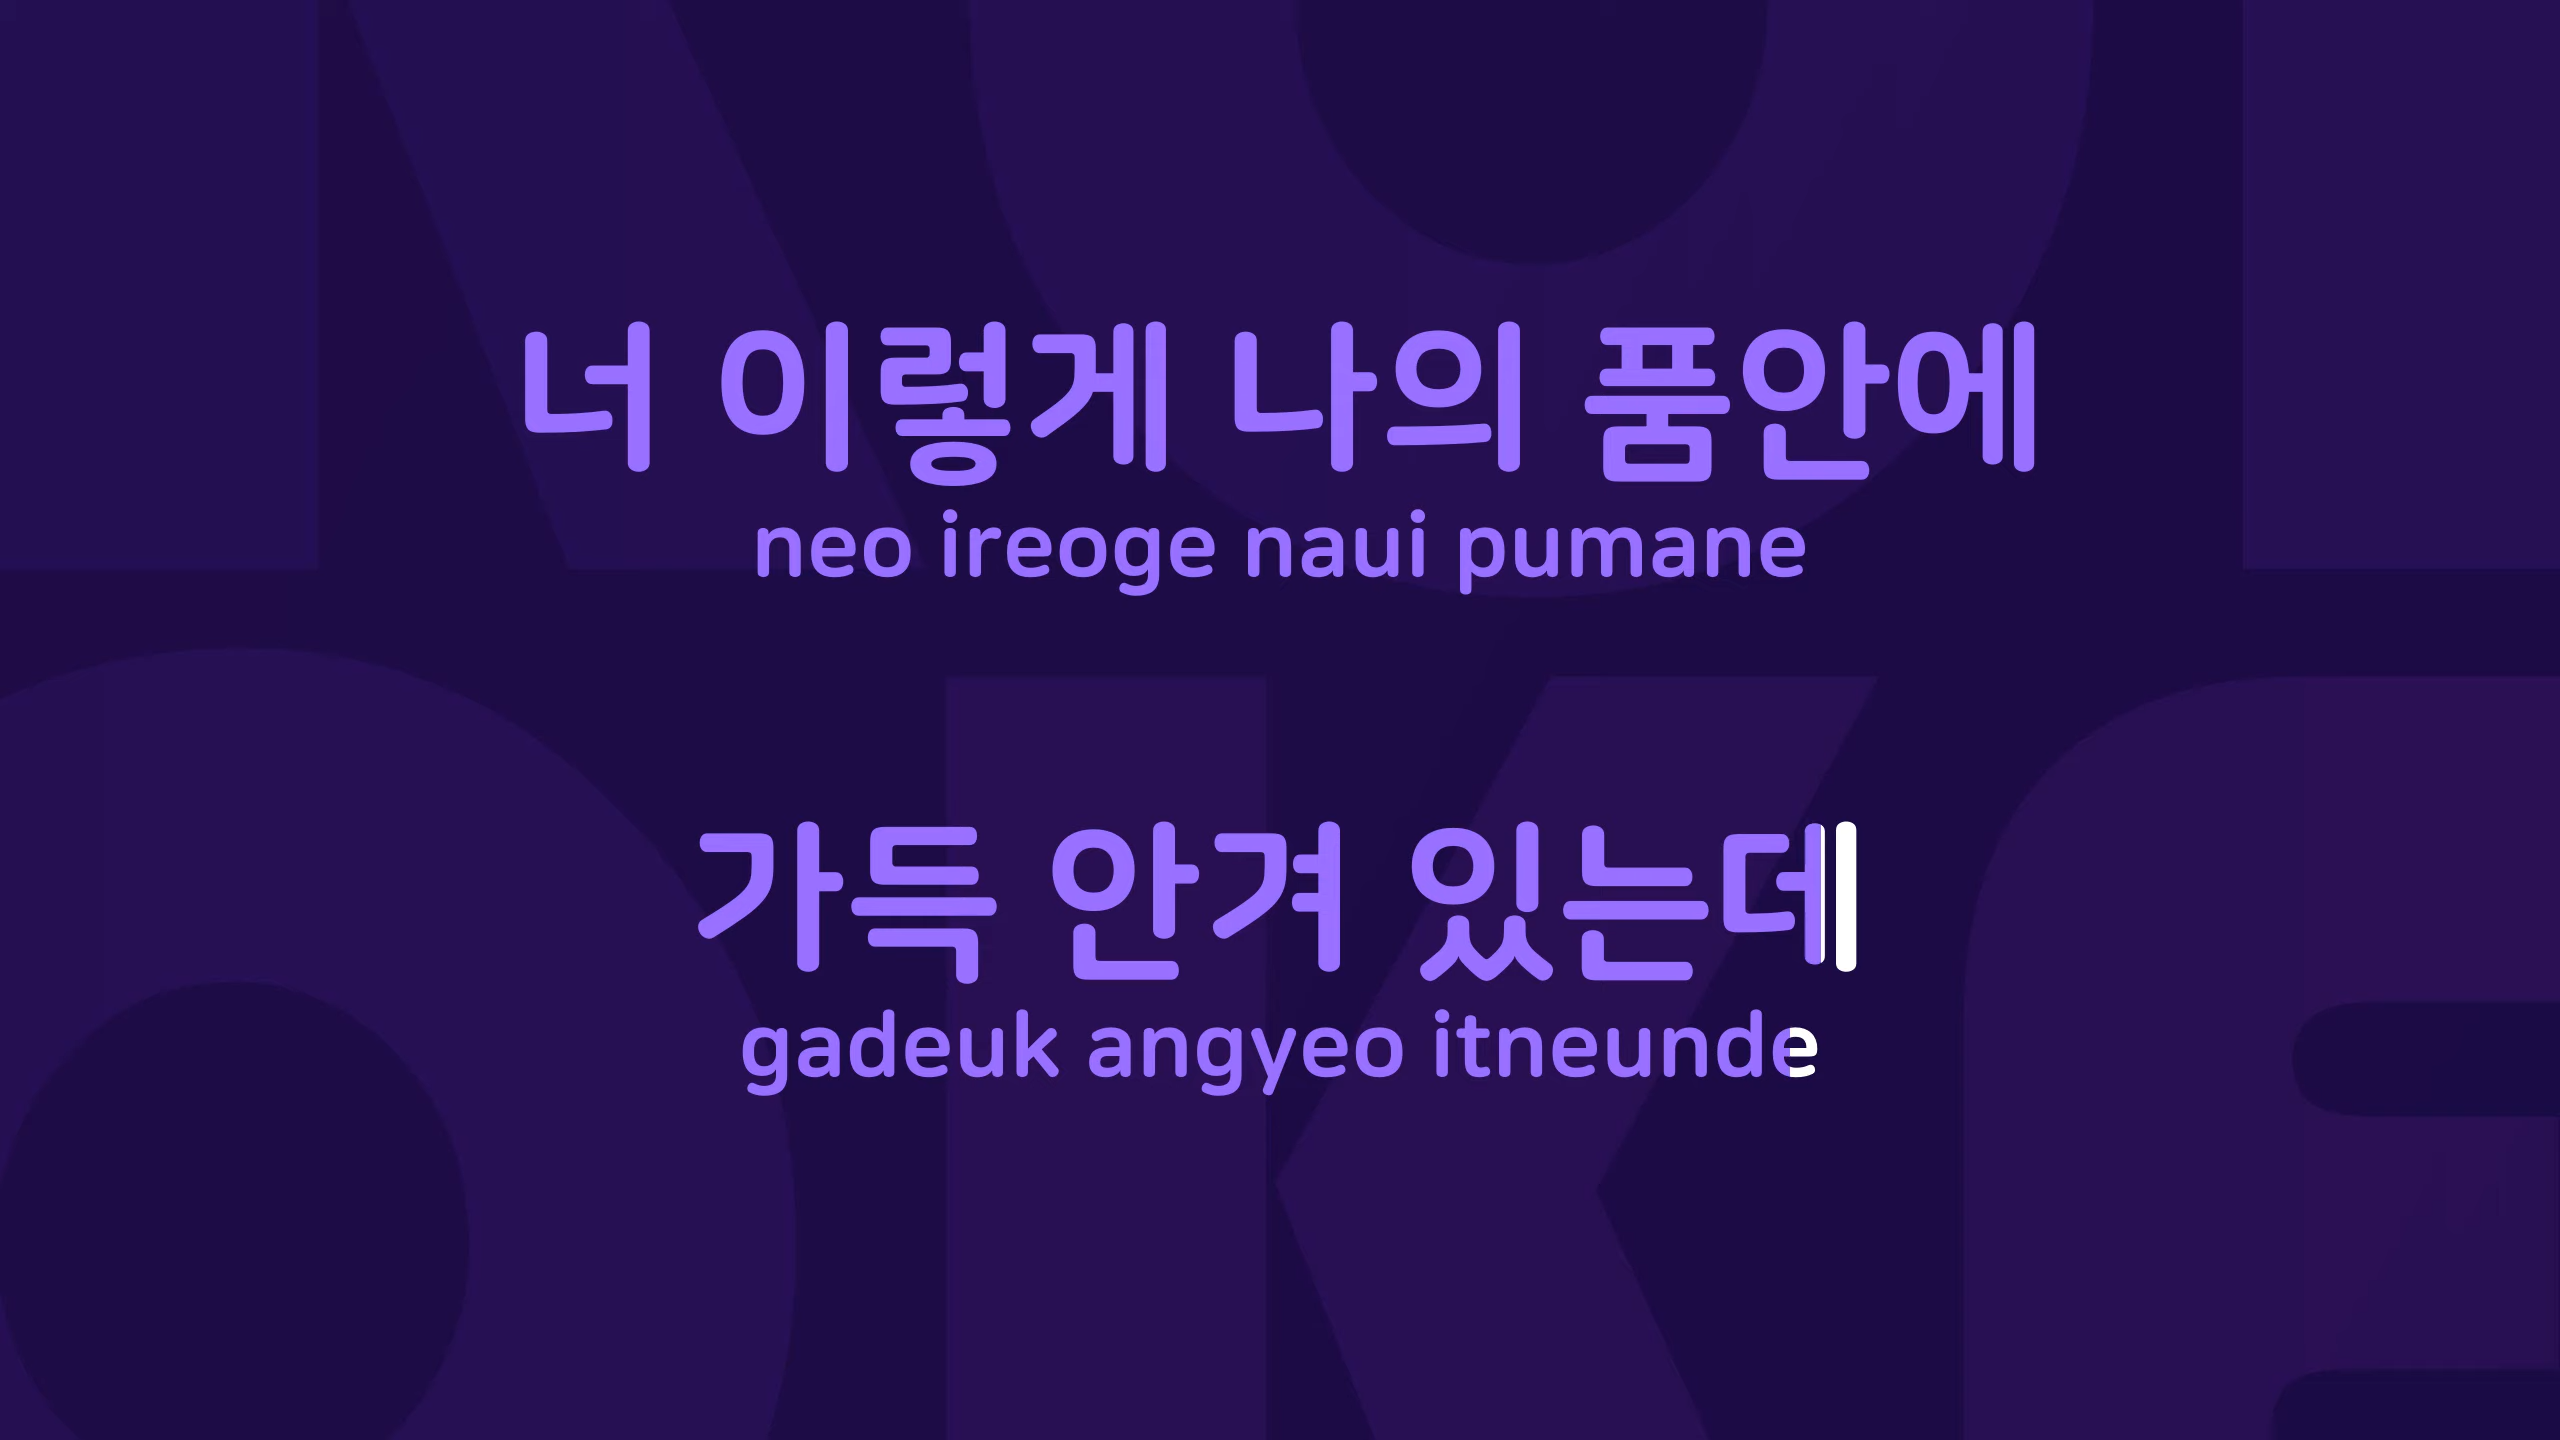 너 이렇게 나의 품안에
neo ireoge naui pumane
가득 안겨 있는데
gadeuk angyeo itneunde